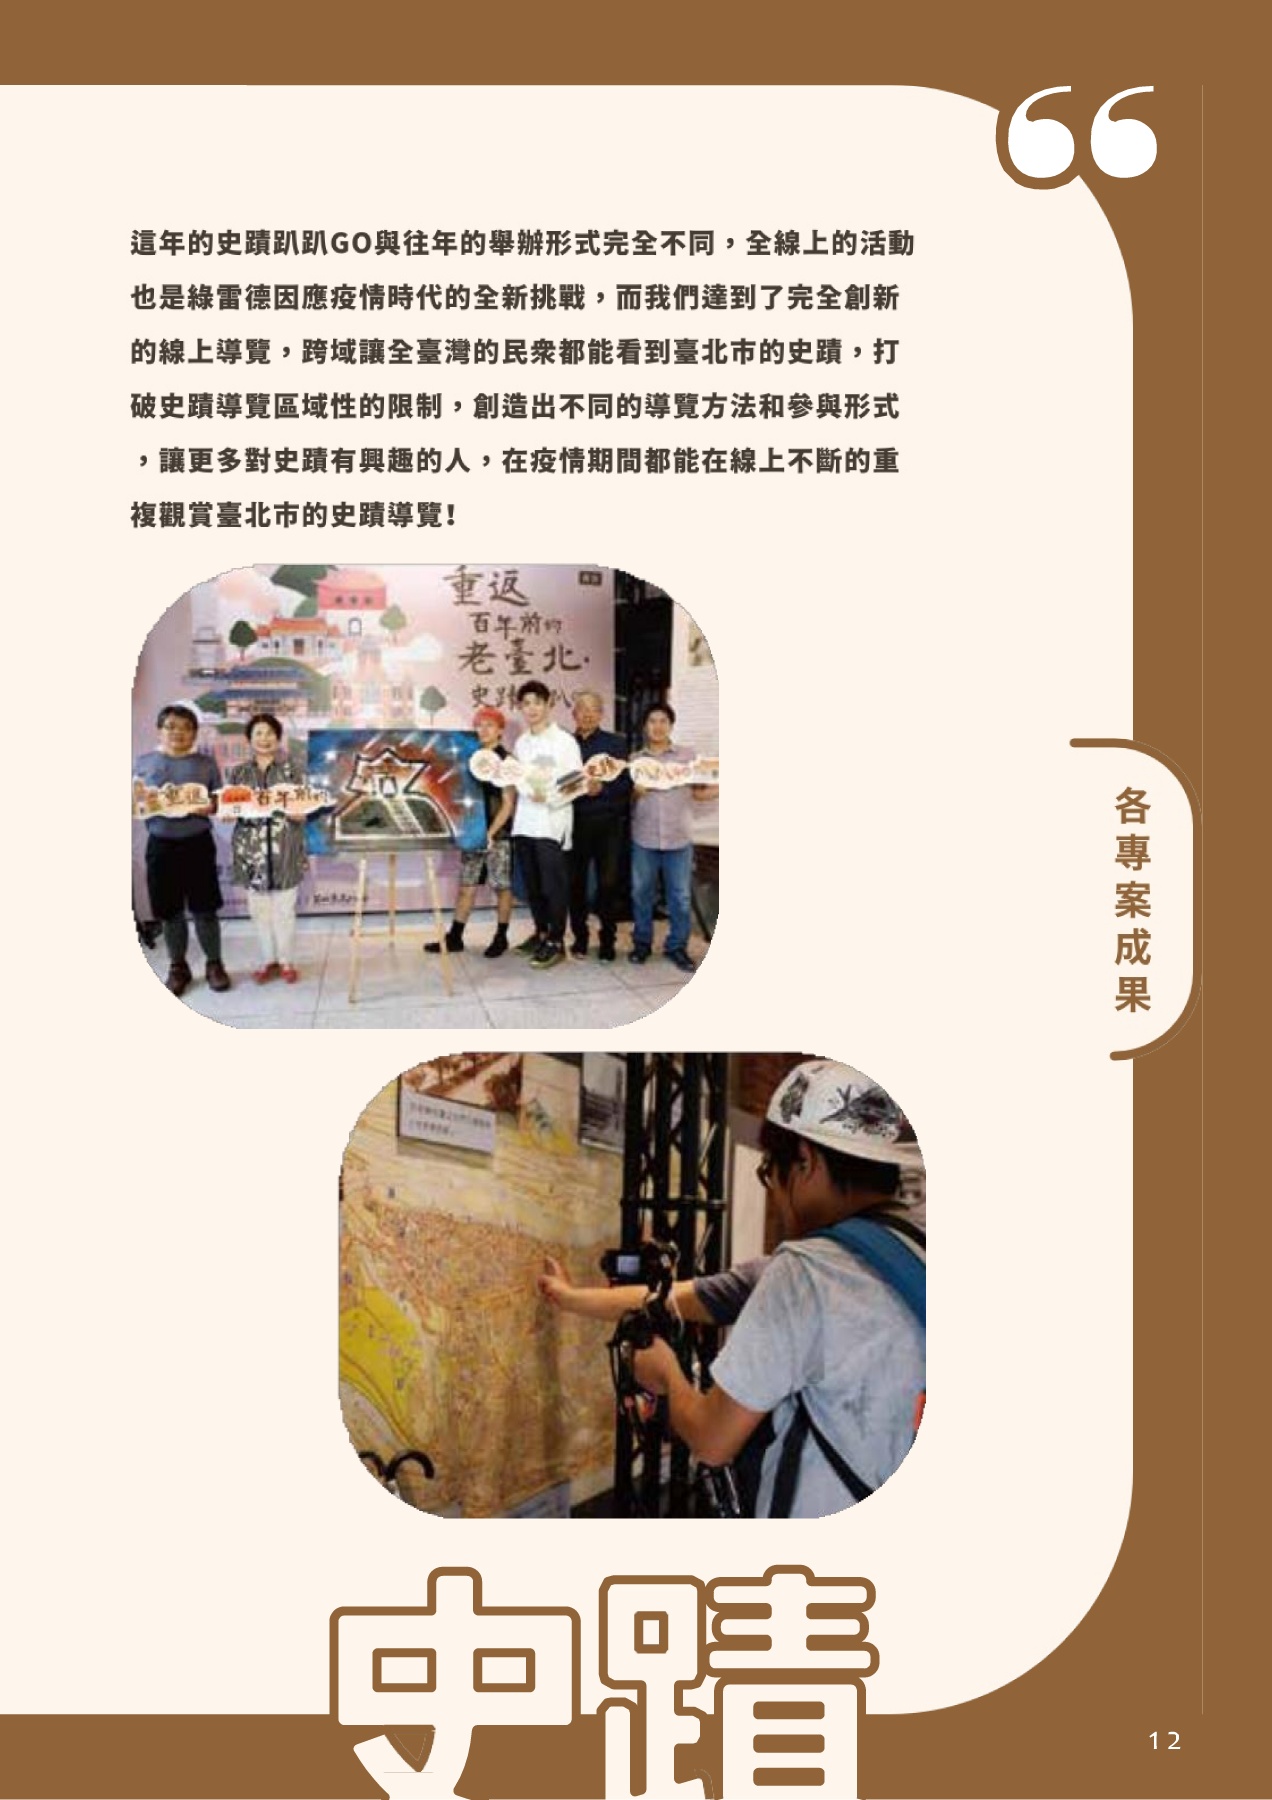 這年的史蹟趴趴GO與往年的舉辦形式完全不同，全線上的活動
也是綠雷德因應疫情時代的全新挑戰，而我們達到了完全創新
的線上導覽，跨域讓全臺灣的民眾都能看到臺北市的史蹟，打
破史蹟導覽區域性的限制，創造出不同的導覽方法和參與形式
，讓更多對史蹟有興趣的人，在疫情期間都能在線上不斷的重
複觀賞臺北市的史蹟導覽！
重返
百年前的
老臺北
史蹟
重返
百年前的
史蹟
各專案成果
史蹟
12